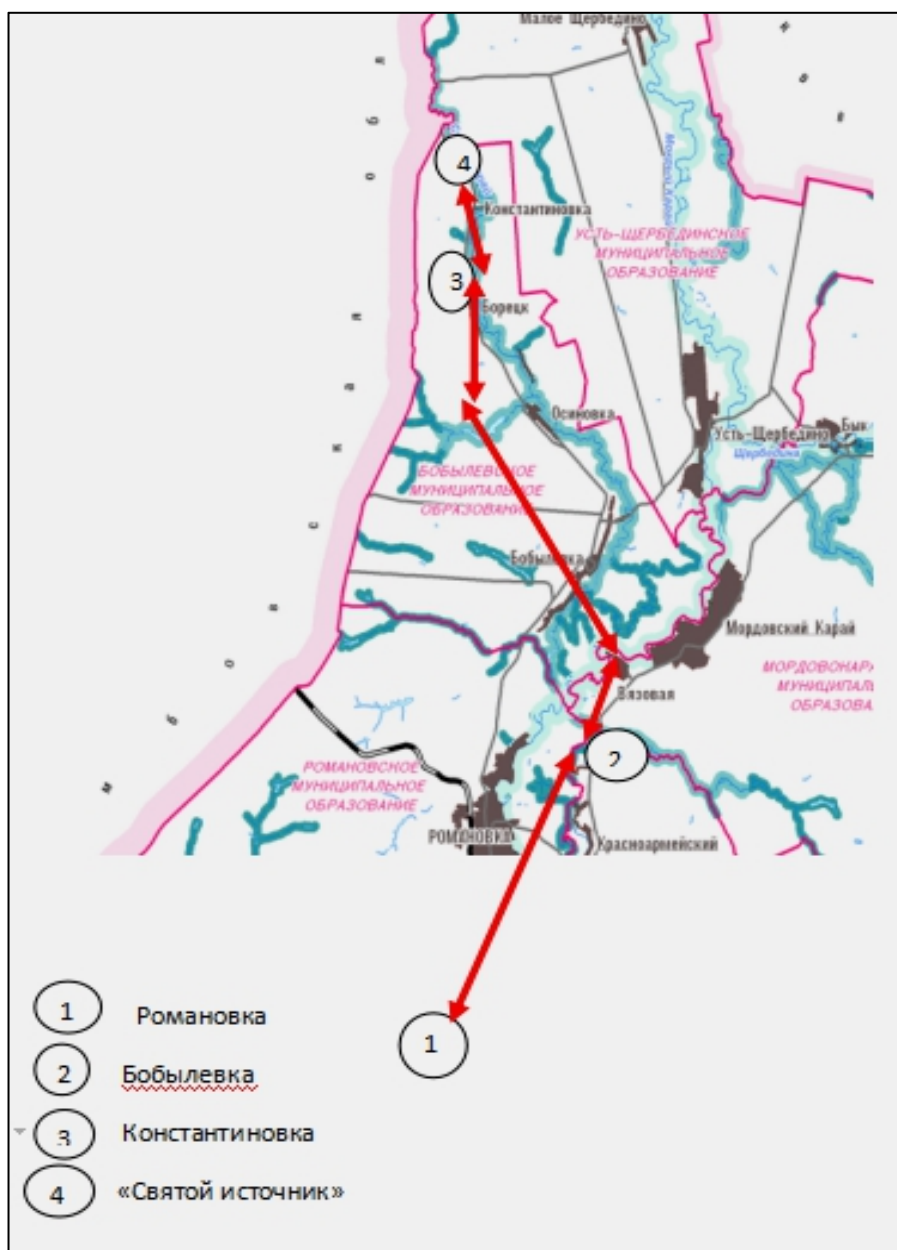 Малое Щербедино
4
Константиновка
УСТЬ-ЩЕРБЕДИНСКОЕ
МУНИЦИПАЛЬНОЕ
ОБРАЗОВАНИЕ
3
Борецк
Осиновка
Усть-Щербедино
Бык
Щербедина
БОБЫЛЕВСКОЕ
МУНИЦИПАЛЬНОЕ
ОБРАЗОВАНИЕ
Бобылевка
Мордовский Карай
МОРДОВОКАРА
МУНИЦИПАЛ
ОБРАЗОВА
Вязовая
2
РОМАНОВСКОЕ
МУНИЦИПАЛЬНОЕ
ОБРАЗОВАНИЕ
РОМАНОВКА
Красноармейский
1
1 Романовка
2 Бобылевка
3 Константиновка
4 «Святой источник»